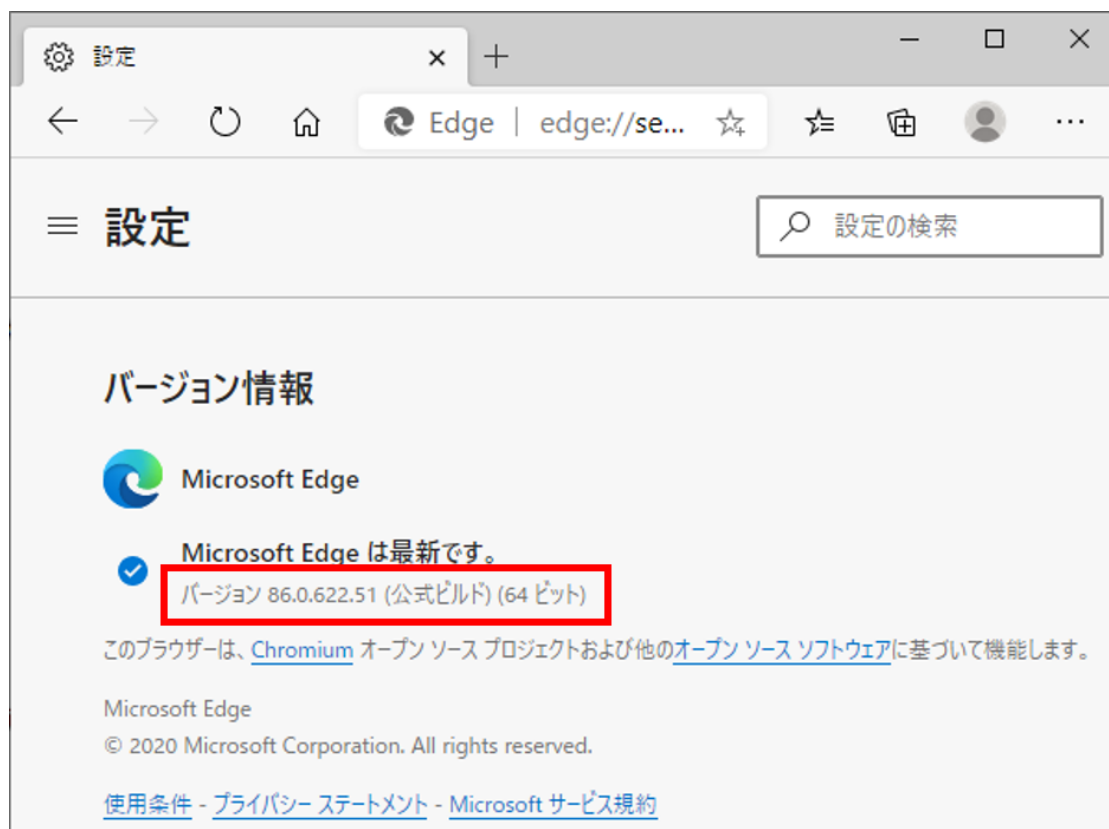 設定
Edge | edge://se...
設定
設定の検索
バージョン情報
Microsoft Edge
Microsoft Edge は最新です。
バージョン 86.0.622.51 (公式ビルド) (64 ビット)
このブラウザーは、Chromium オープン ソース プロジェクトおよび他のオープン ソース ソフトウェアに基づいて機能します。
Microsoft Edge
© 2020 Microsoft Corporation. All rights reserved.
使用条件 - プライバシー ステートメント - Microsoft サービス規約